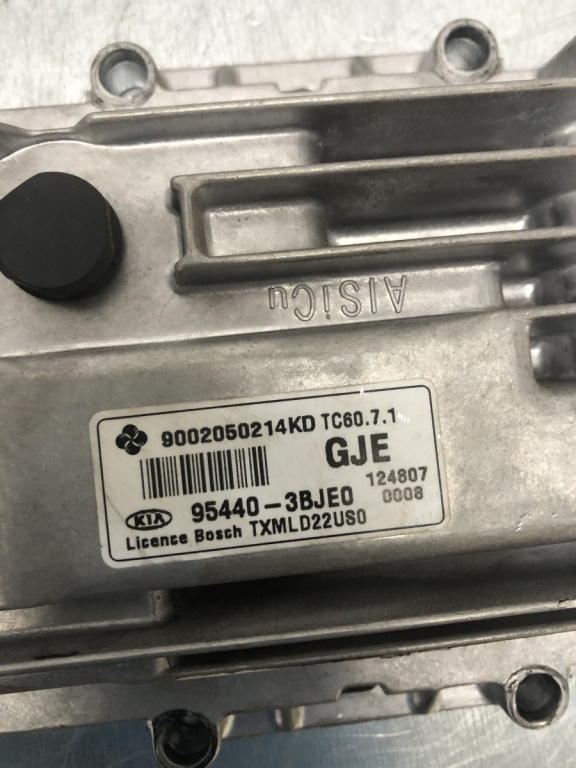 AlSiCu
9002050214KD TC60.7.1
GJE
124807
95440-3BJE0 0008
KIA
Licence Bosch TXMLD22US0